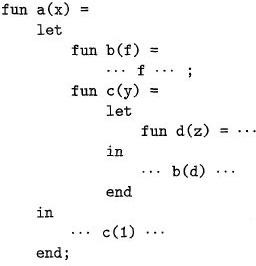 fun a(x) =
    let
        fun b(f) =
            ··· f ··· ;
        fun c(y) =
            let
                fun d(z) = ···
            in
                ··· b(d) ···
            end
    in
        ··· c(1) ···
    end;